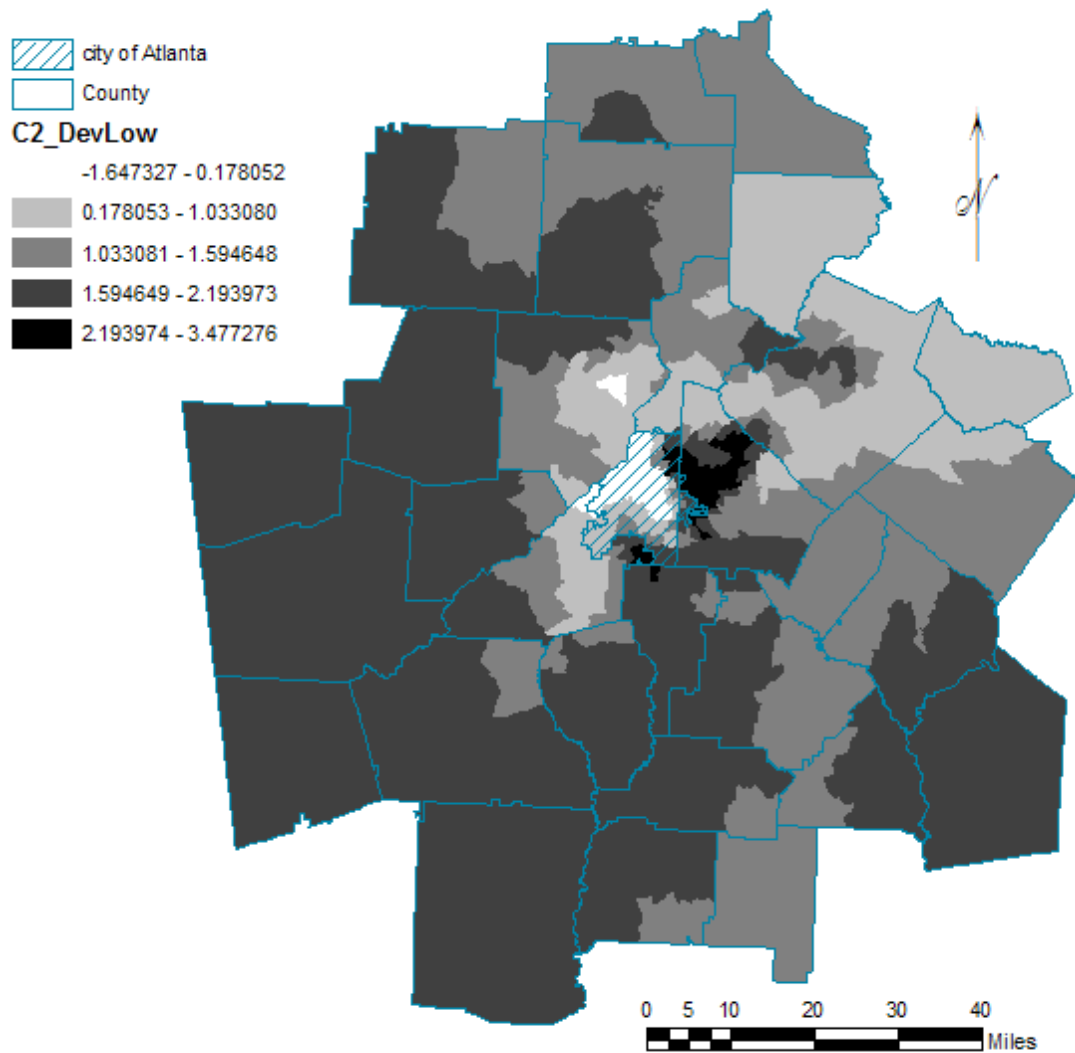 city of Atlanta
County
C2_DevLow
-1.647327 - 0.178052
0.178053 - 1.033080
1.033081 - 1.594648
1.594649 - 2.193973
2.193974 - 3.477276
N
0 5 10 20 30 40
Miles